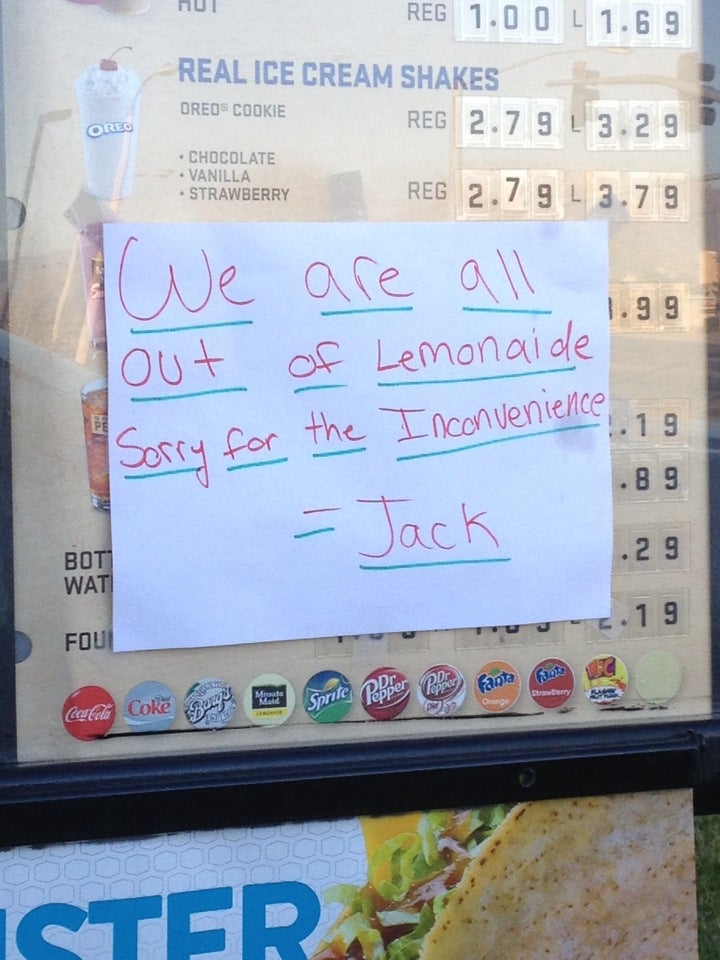 HOT
REG 1.00 L 1.69
REAL ICE CREAM SHAKES
OREO
OREO® COOKIE
REG 2.79 L 3.29
• CHOCOLATE
• VANILLA
• STRAWBERRY
REG 2.79 L 3.79
We are all
out of Lemonaide
Sorry for the Inconvenience
- Jack
.99
.19
.89
.29
BOTT
WAT
FOU
L 2.19
Coca-Cola
Diet Coke
Barq's
Minute Maid LEMONADE
Sprite
Dr Pepper
Dr Pepper
Fanta Orange
Fanta Strawberry
STER